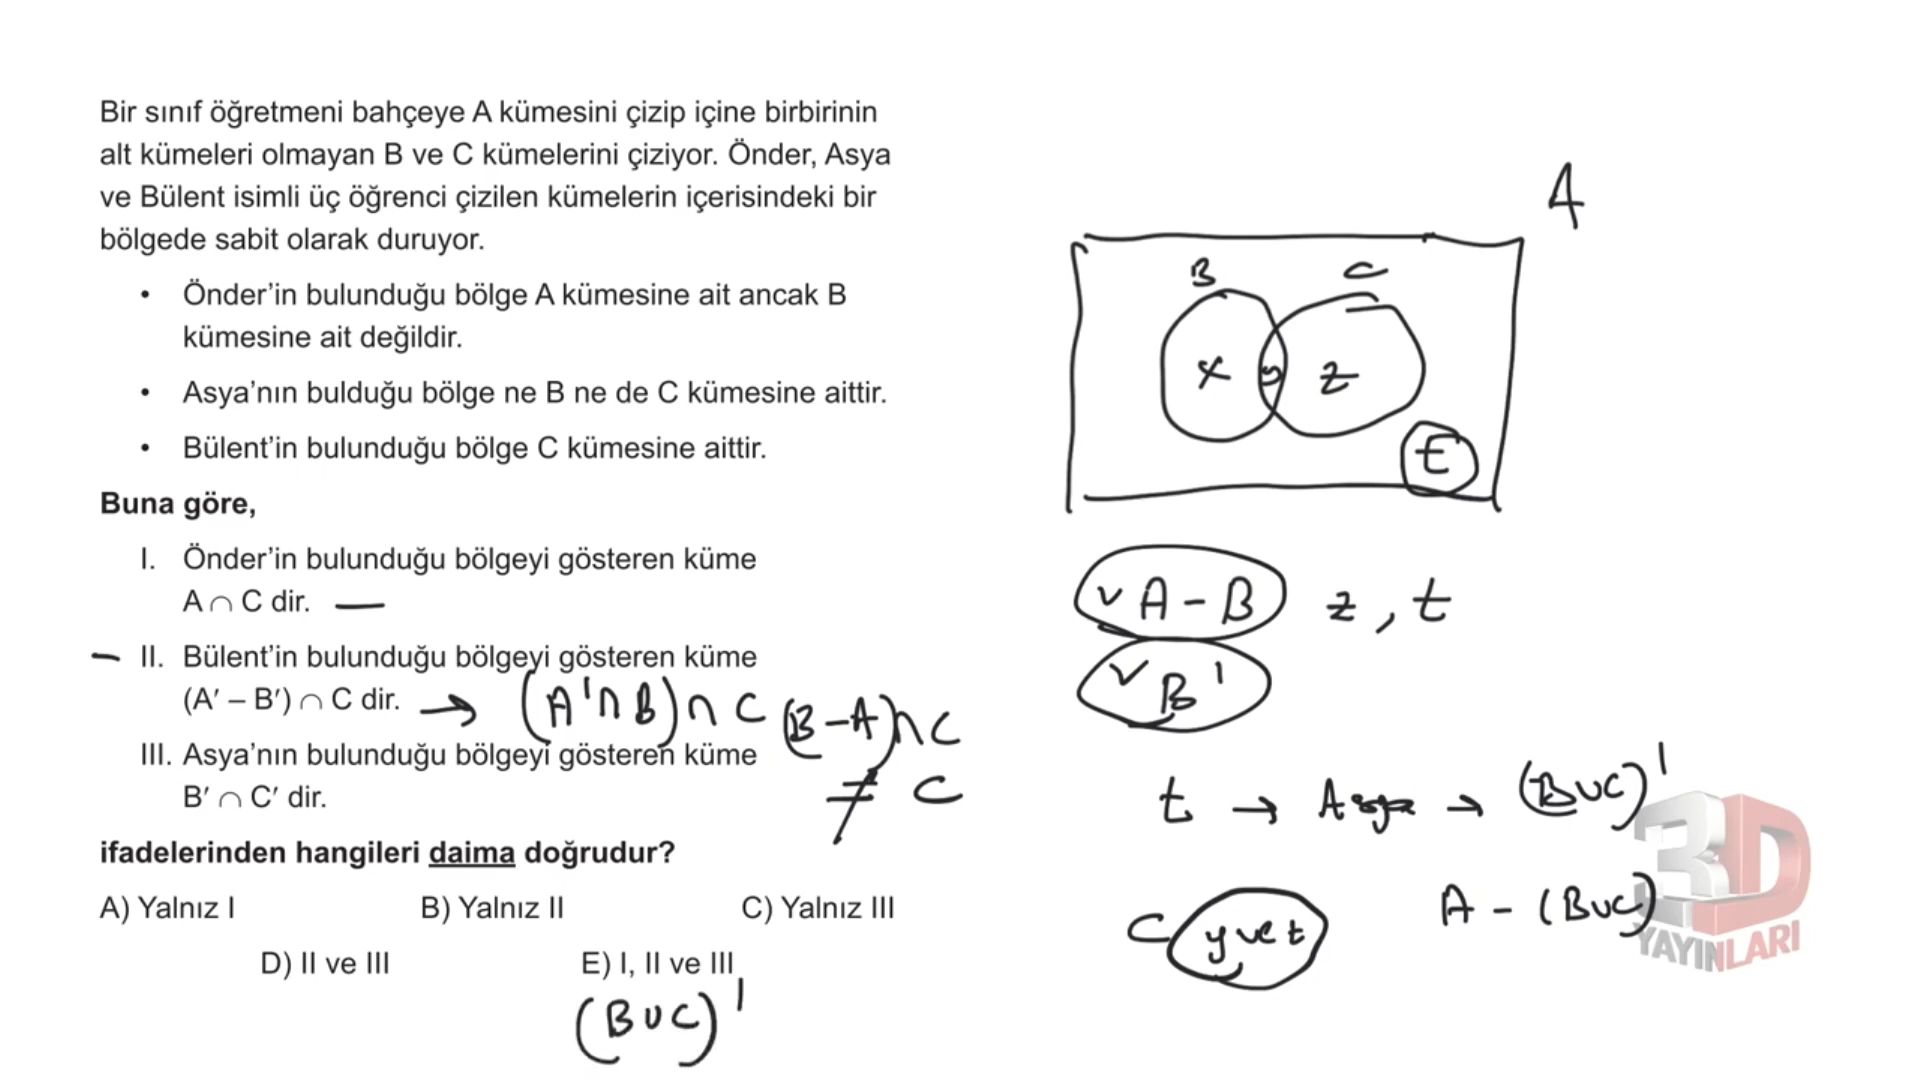 Bir sınıf öğretmeni bahçeye A kümesini çizip içine birbirinin
alt kümeleri olmayan B ve C kümelerini çiziyor. Önder, Asya
ve Bülent isimli üç öğrenci çizilen kümelerin içerisindeki bir
bölgede sabit olarak duruyor.
• Önder’in bulunduğu bölge A kümesine ait ancak B
kümesine ait değildir.
• Asya’nın bulduğu bölge ne B ne de C kümesine aittir.
• Bülent’in bulunduğu bölge C kümesine aittir.
Buna göre,
I. Önder’in bulunduğu bölgeyi gösteren küme
A ∩ C dir. —
— II. Bülent’in bulunduğu bölgeyi gösteren küme
(A′ – B′) ∩ C dir. → (A' ∩ B) ∩ C (B – A) ∩ C
III. Asya’nın bulunduğu bölgeyi gösteren küme
≠ C
B′ ∩ C′ dir.
ifadelerinden hangileri daima doğrudur?
A) Yalnız I B) Yalnız II C) Yalnız III
D) II ve III E) I, II ve III
(B ∪ C)'
A
B C
x y z
t
✓ A – B z, t
✓ B'
t → Asya → (B ∪ C)'
C y ve t A – (B ∪ C)
3D
YAYINLARI